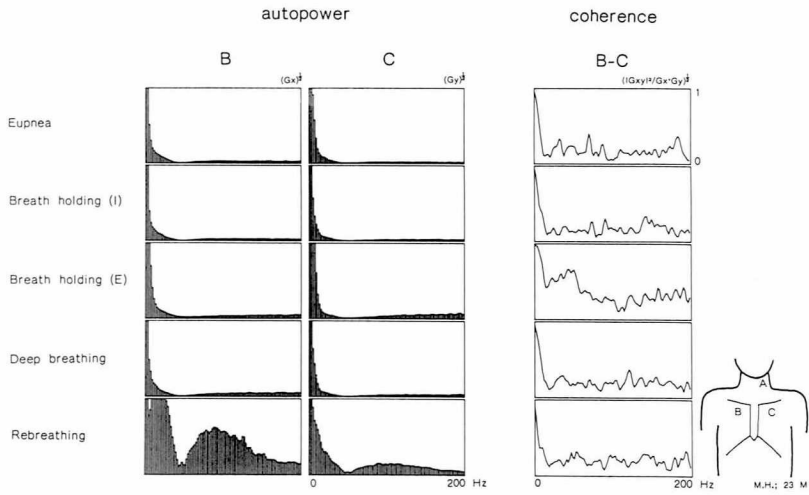 autopower coherence
B C B-C
(Gx)½ (Gy)½ (|Gxy|²/Gx·Gy)½
Eupnea
1
0
Breath holding (I)
Breath holding (E)
Deep breathing
Rebreathing
A
B C
0 200 Hz 0 200 Hz M.H.; 23 M